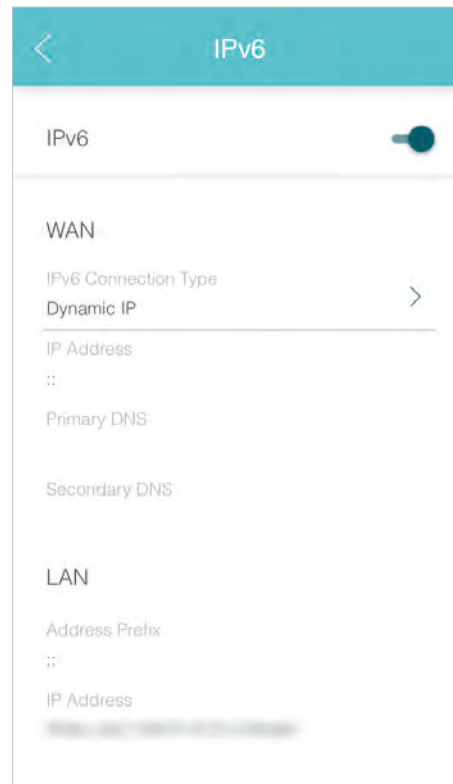 IPv6
IPv6
WAN
IPv6 Connection Type
Dynamic IP
IP Address
::
Primary DNS
Secondary DNS
LAN
Address Prefix
::
IP Address